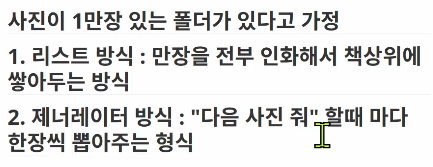 사진이 1만장 있는 폴더가 있다고 가정
1. 리스트 방식 : 만장을 전부 인화해서 책상위에
쌓아두는 방식
2. 제너레이터 방식 : "다음 사진 줘" 할때 마다
한장씩 뽑아주는 형식